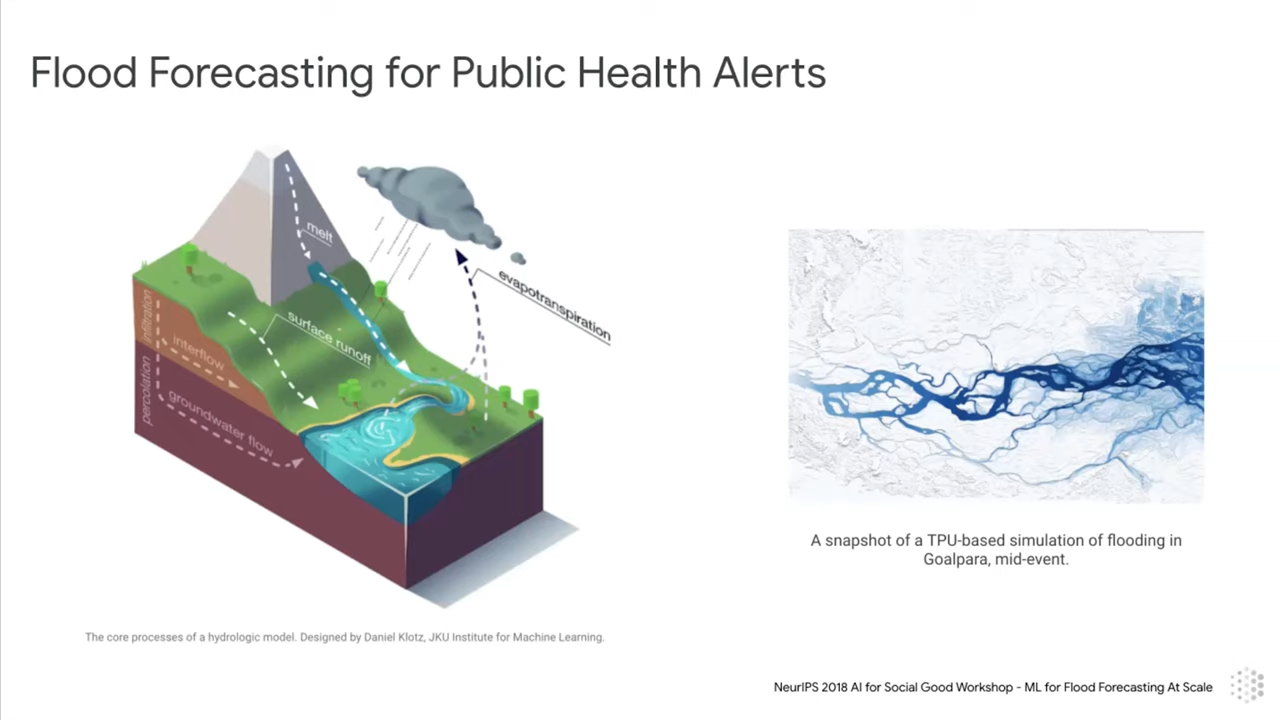 Flood Forecasting for Public Health Alerts
melt
evapotranspiration
surface runoff
infiltration
interflow
percolation
groundwater flow
A snapshot of a TPU-based simulation of flooding in
Goalpara, mid-event.
The core processes of a hydrologic model. Designed by Daniel Klotz, JKU Institute for Machine Learning.
NeurIPS 2018 AI for Social Good Workshop - ML for Flood Forecasting At Scale